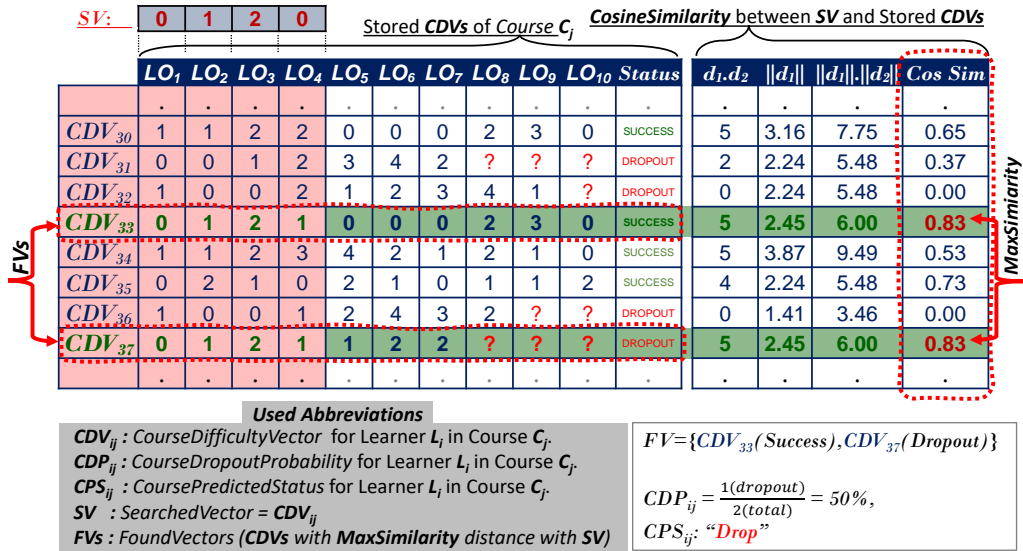 SV: 0 1 2 0
Stored CDVs of Course Cj
CosineSimilarity between SV and Stored CDVs
LO1 LO2 LO3 LO4 LO5 LO6 LO7 LO8 LO9 LO10 Status d1.d2 ||d1|| ||d1||.||d2|| Cos Sim
. . . . . . . . . . . . . . .
CDV30 1 1 2 2 0 0 0 2 3 0 SUCCESS 5 3.16 7.75 0.65
CDV31 0 0 1 2 3 4 2 ? ? ? DROPOUT 2 2.24 5.48 0.37
CDV32 1 0 0 2 1 2 3 4 1 ? DROPOUT 0 2.24 5.48 0.00
CDV33 0 1 2 1 0 0 0 2 3 0 SUCCESS 5 2.45 6.00 0.83
CDV34 1 1 2 3 4 2 1 2 1 0 SUCCESS 5 3.87 9.49 0.53
CDV35 0 2 1 0 2 1 0 1 1 2 SUCCESS 4 2.24 5.48 0.73
CDV36 1 0 0 1 2 4 3 2 ? ? DROPOUT 0 1.41 3.46 0.00
CDV37 0 1 2 1 1 2 2 ? ? ? DROPOUT 5 2.45 6.00 0.83
. . . . . . . . . . . . . . .
FVs
MaxSimiarity
Used Abbreviations
CDVij : CourseDifficultyVector for Learner Li in Course Cj.
CDPij : CourseDropoutProbability for Learner Li in Course Cj.
CPSij : CoursePredictedStatus for Learner Li in Course Cj.
SV : SearchedVector = CDVij
FVs : FoundVectors (CDVs with MaxSimilarity distance with SV)
FV={CDV33(Success),CDV37(Dropout)}
CDPij = 1(dropout)/2(total) = 50%,
CPSij: “Drop”